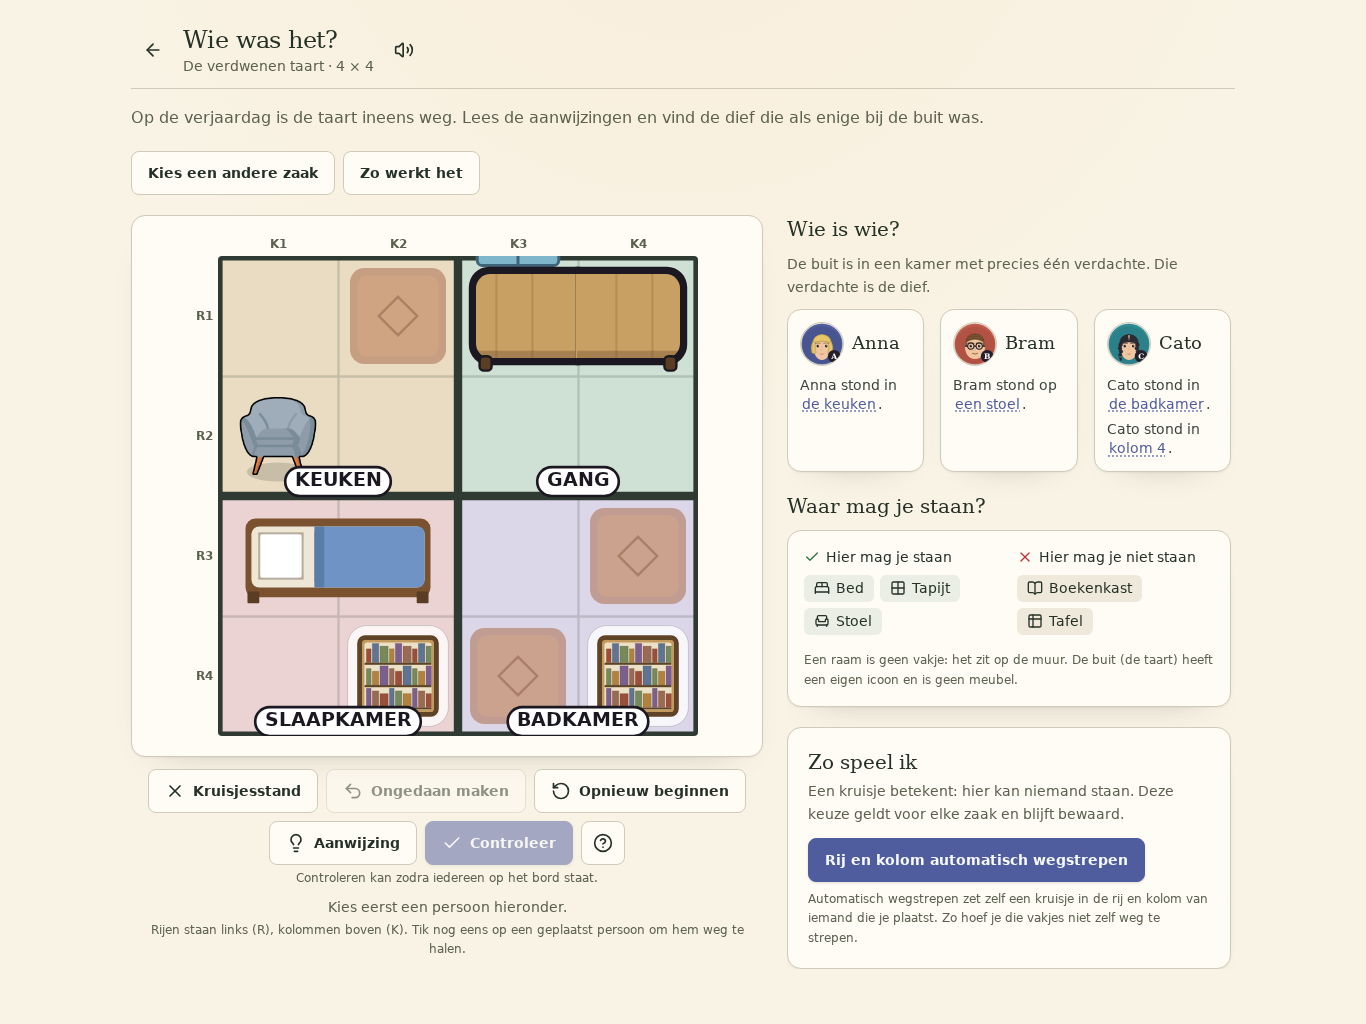 Wie was het?
De verdwenen taart · 4 × 4
Op de verjaardag is de taart ineens weg. Lees de aanwijzingen en vind de dief die als enige bij de buit was.
Kies een andere zaak
Zo werkt het
K1 K2 K3 K4
R1
R2
KEUKEN
GANG
R3
R4
SLAAPKAMER
BADKAMER
Kruisjesstand
Ongedaan maken
Opnieuw beginnen
Aanwijzing
Controleer
Controleren kan zodra iedereen op het bord staat.
Kies eerst een persoon hieronder.
Rijen staan links (R), kolommen boven (K). Tik nog eens op een geplaatst persoon om hem weg te
halen.
Wie is wie?
De buit is in een kamer met precies één verdachte. Die
verdachte is de dief.
A
Anna
Anna stond in
de keuken.
B
Bram
Bram stond op
een stoel.
C
Cato
Cato stond in
de badkamer.
Cato stond in
kolom 4.
Waar mag je staan?
Hier mag je staan
Bed
Tapijt
Stoel
Hier mag je niet staan
Boekenkast
Tafel
Een raam is geen vakje: het zit op de muur. De buit (de taart) heeft
een eigen icoon en is geen meubel.
Zo speel ik
Een kruisje betekent: hier kan niemand staan. Deze
keuze geldt voor elke zaak en blijft bewaard.
Rij en kolom automatisch wegstrepen
Automatisch wegstrepen zet zelf een kruisje in de rij en kolom van
iemand die je plaatst. Zo hoef je die vakjes niet zelf weg te
strepen.